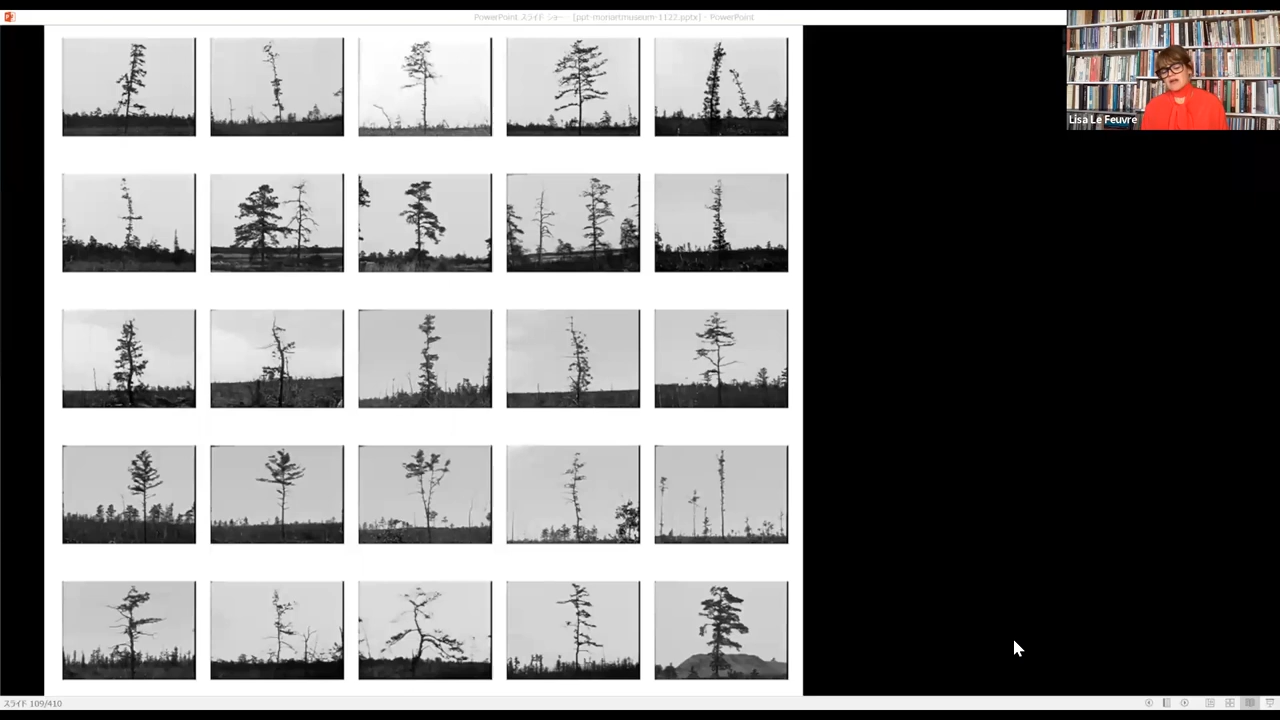 PowerPoint スライド ショー - [ppt-moriartmuseum-1122.pptx] - PowerPoint
Lisa Le Feuvre
スライド 109/410